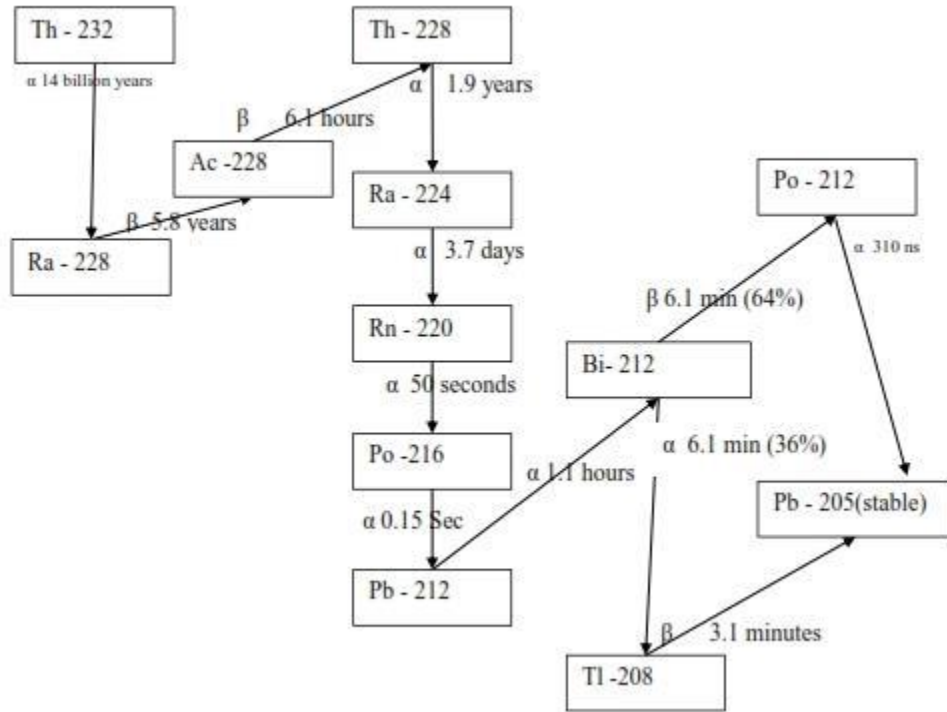 Th - 232
α 14 billion years
Ra - 228
β 5.8 years
Ac -228
β 6.1 hours
Th - 228
α 1.9 years
Ra - 224
α 3.7 days
Rn - 220
α 50 seconds
Po -216
α 0.15 Sec
Pb - 212
α 1.1 hours
Bi- 212
β 6.1 min (64%)
Po - 212
α 310 ns
α 6.1 min (36%)
Tl -208
β 3.1 minutes
Pb - 205(stable)